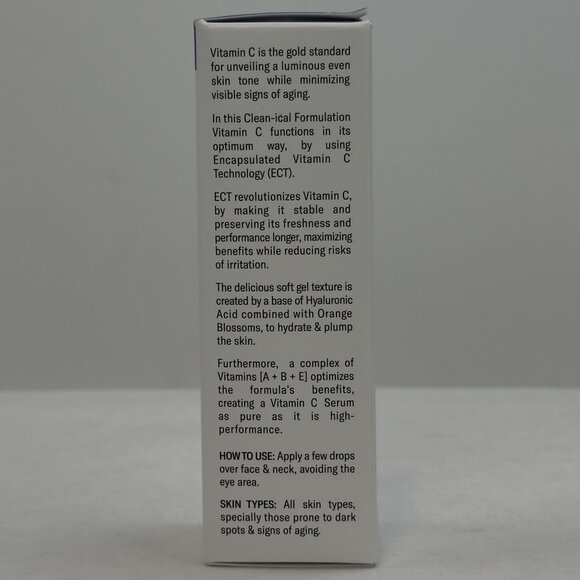 Vitamin C is the gold standard
for unveiling a luminous even
skin tone while minimizing
visible signs of aging.
In this Clean-ical Formulation
Vitamin C functions in its
optimum way, by using
Encapsulated Vitamin C
Technology (ECT).
ECT revolutionizes Vitamin C,
by making it stable and
preserving its freshness and
performance longer, maximizing
benefits while reducing risks
of irritation.
The delicious soft gel texture is
created by a base of Hyaluronic
Acid combined with Orange
Blossoms, to hydrate & plump
the skin.
Furthermore, a complex of
Vitamins [A + B + E] optimizes
the formula's benefits,
creating a Vitamin C Serum
as pure as it is high-
performance.
HOW TO USE: Apply a few drops
over face & neck, avoiding the
eye area.
SKIN TYPES: All skin types,
specially those prone to dark
spots & signs of aging.